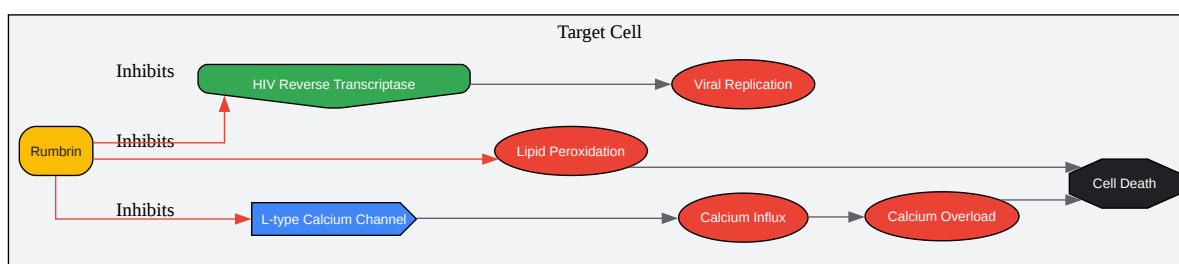 Target Cell
Inhibits
HIV Reverse Transcriptase
Viral Replication
Inhibits
Rumbrin
Lipid Peroxidation
Cell Death
Inhibits
L-type Calcium Channel
Calcium Influx
Calcium Overload